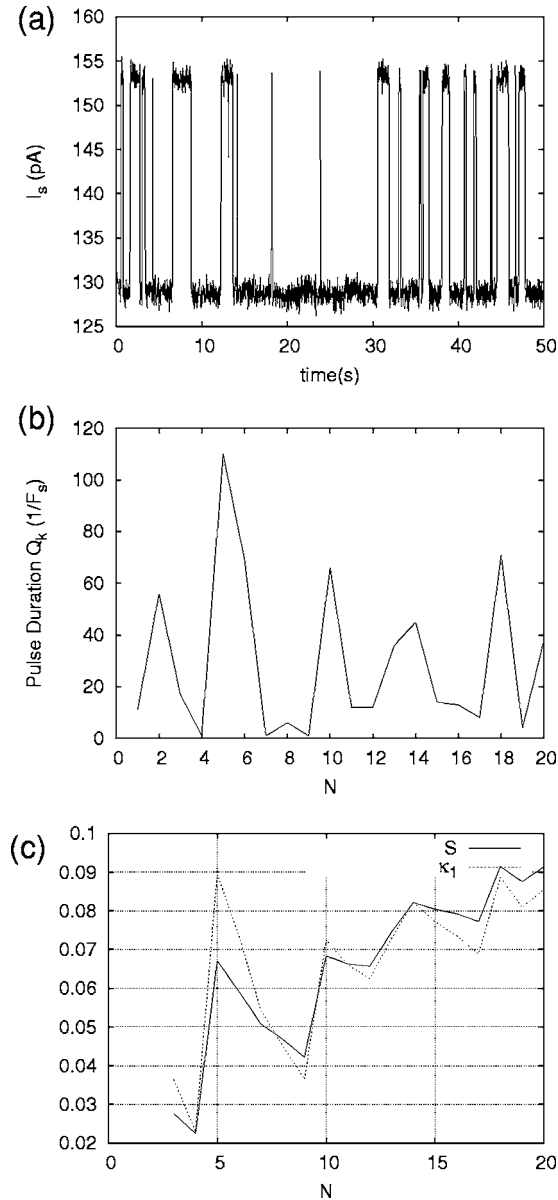 (a)
160
155
150
145
140
135
130
125
I_s (pA)
0 10 20 30 40 50
time(s)
(b)
120
100
80
60
40
20
0
Pulse Duration Q_k (1/F_s)
0 2 4 6 8 10 12 14 16 18 20
N
(c)
0.1
0.09
0.08
0.07
0.06
0.05
0.04
0.03
0.02
S
κ_1
0 5 10 15 20
N